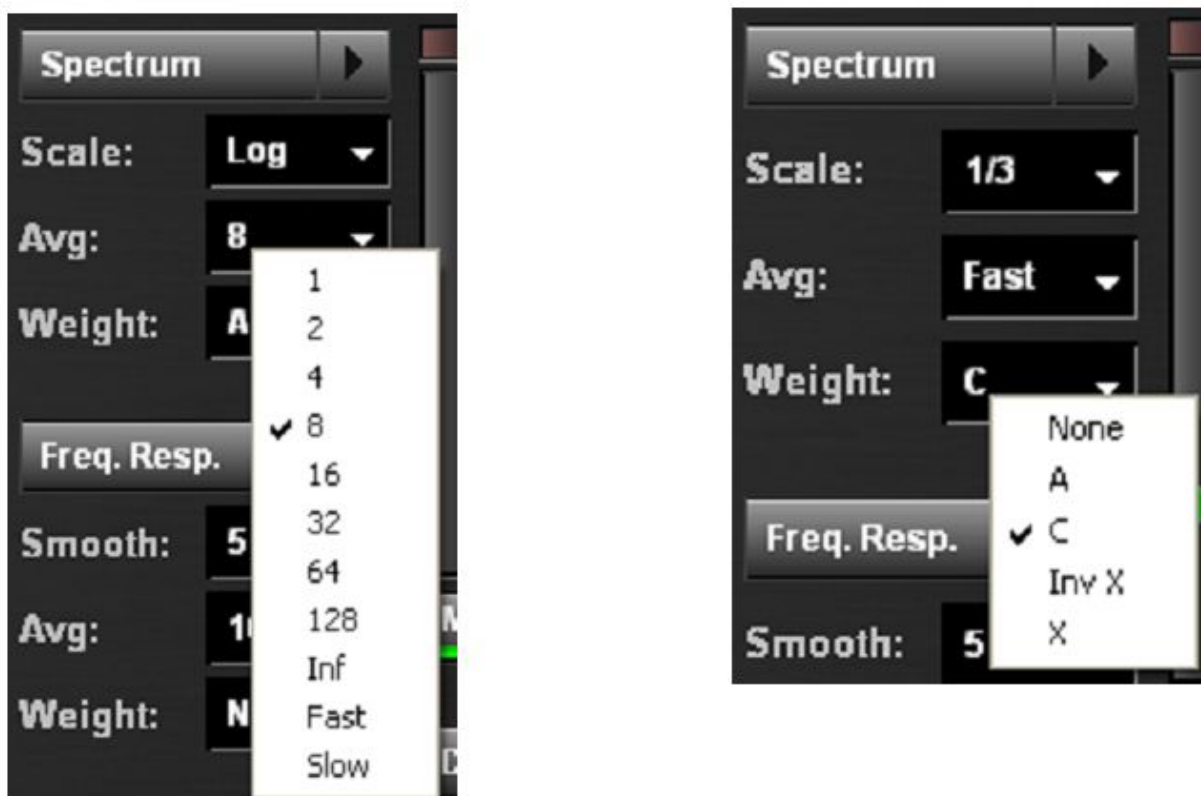 Spectrum
Scale: Log
Avg: 8
1
2
4
8
16
32
64
128
Inf
Fast
Slow
Weight: A
Freq. Resp.
Smooth: 5
Avg:
Weight: N
Spectrum
Scale: 1/3
Avg: Fast
Weight: C
None
A
C
Inv X
X
Freq. Resp.
Smooth: 5